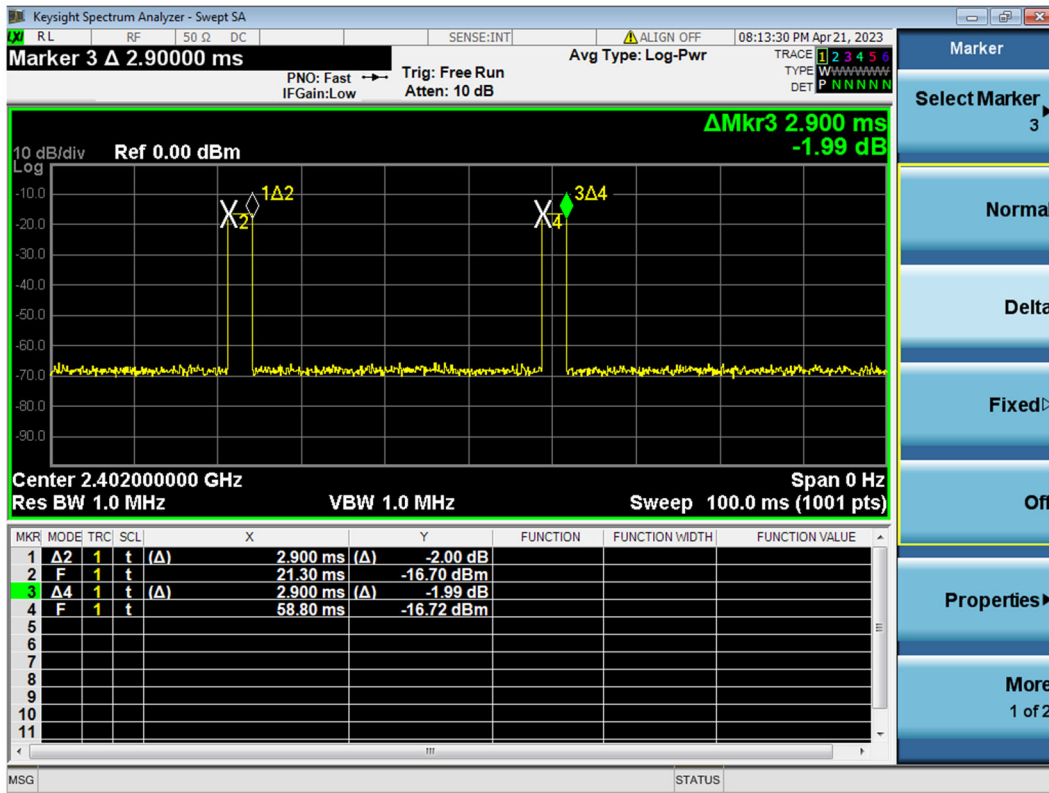 Keysight Spectrum Analyzer - Swept SA
LXI RL RF 50 Ω DC SENSE:INT ALIGN OFF 08:13:30 PM Apr 21, 2023
Marker 3 Δ 2.90000 ms
PNO: Fast
IFGain:Low
Trig: Free Run
Atten: 10 dB
Avg Type: Log-Pwr
TRACE 1 2 3 4 5 6
TYPE WWWWWW
DET P N N N N N
ΔMkr3 2.900 ms
-1.99 dB
10 dB/div Ref 0.00 dBm
Log
-10.0
-20.0
-30.0
-40.0
-50.0
-60.0
-70.0
-80.0
-90.0
1Δ2
X2
3Δ4
X4
Center 2.402000000 GHz Span 0 Hz
Res BW 1.0 MHz VBW 1.0 MHz Sweep 100.0 ms (1001 pts)
MKR MODE TRC SCL X Y FUNCTION FUNCTION WIDTH FUNCTION VALUE
1 Δ2 1 t (Δ) 2.900 ms (Δ) -2.00 dB
2 F 1 t 21.30 ms -16.70 dBm
3 Δ4 1 t (Δ) 2.900 ms (Δ) -1.99 dB
4 F 1 t 58.80 ms -16.72 dBm
5
6
7
8
9
10
11
MSG STATUS
Marker
Select Marker
3
Normal
Delta
Fixed
Off
Properties
More
1 of 2